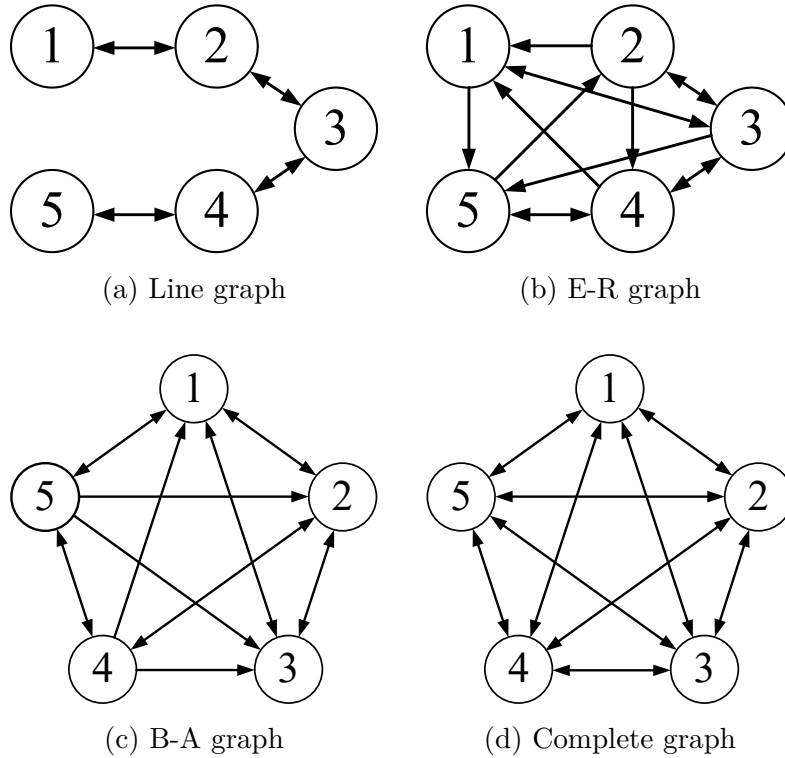 1 2 3 5 4
(a) Line graph
1 2 3 5 4
(b) E-R graph
1 5 2 4 3
(c) B-A graph
1 5 2 4 3
(d) Complete graph